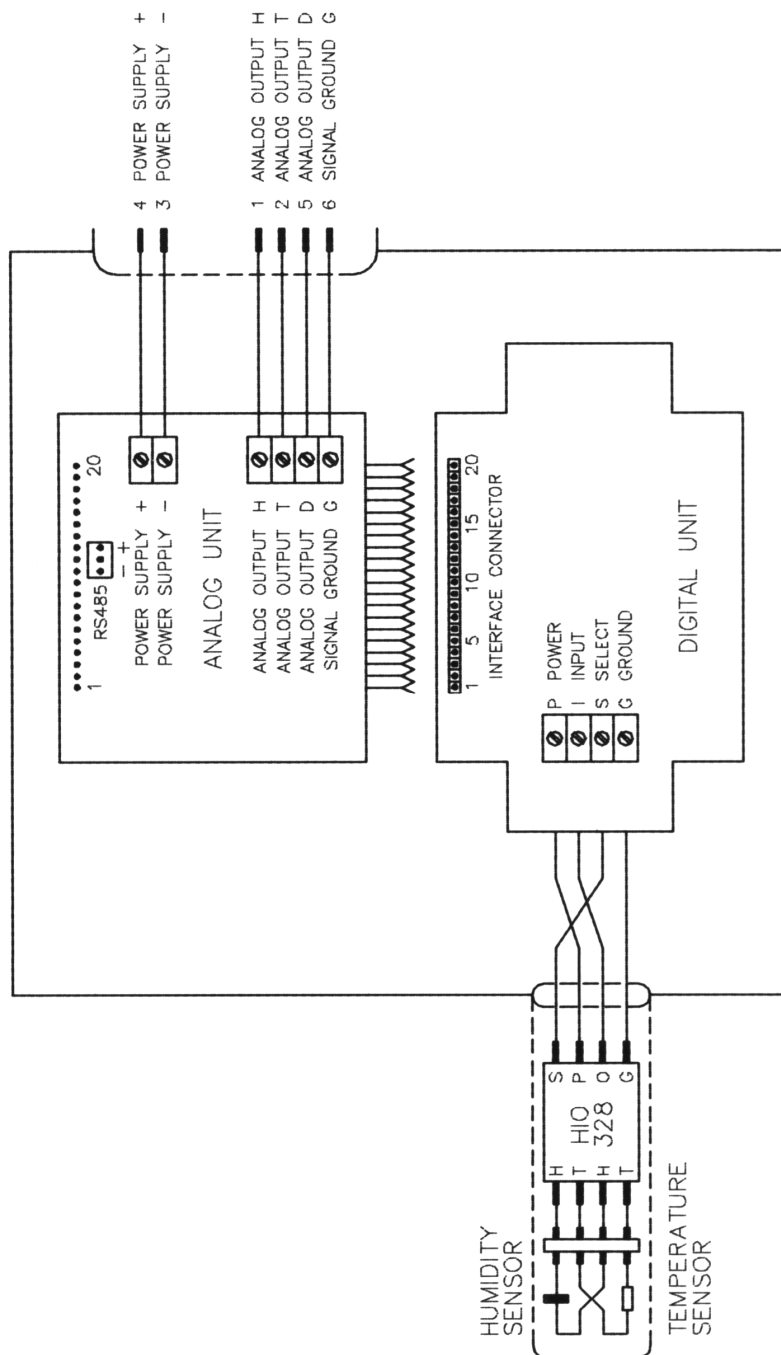 4 POWER SUPPLY +
3 POWER SUPPLY -
1 ANALOG OUTPUT H
2 ANALOG OUTPUT T
5 ANALOG OUTPUT D
6 SIGNAL GROUND G
1 20
RS485 - +
POWER SUPPLY +
POWER SUPPLY -
ANALOG UNIT
ANALOG OUTPUT H
ANALOG OUTPUT T
ANALOG OUTPUT D
SIGNAL GROUND G
1 5 10 15 20
INTERFACE CONNECTOR
P POWER
I INPUT
S SELECT
G GROUND
DIGITAL UNIT
HUMIDITY
SENSOR
H S
T P
HIO
328
H O
T G
TEMPERATURE
SENSOR